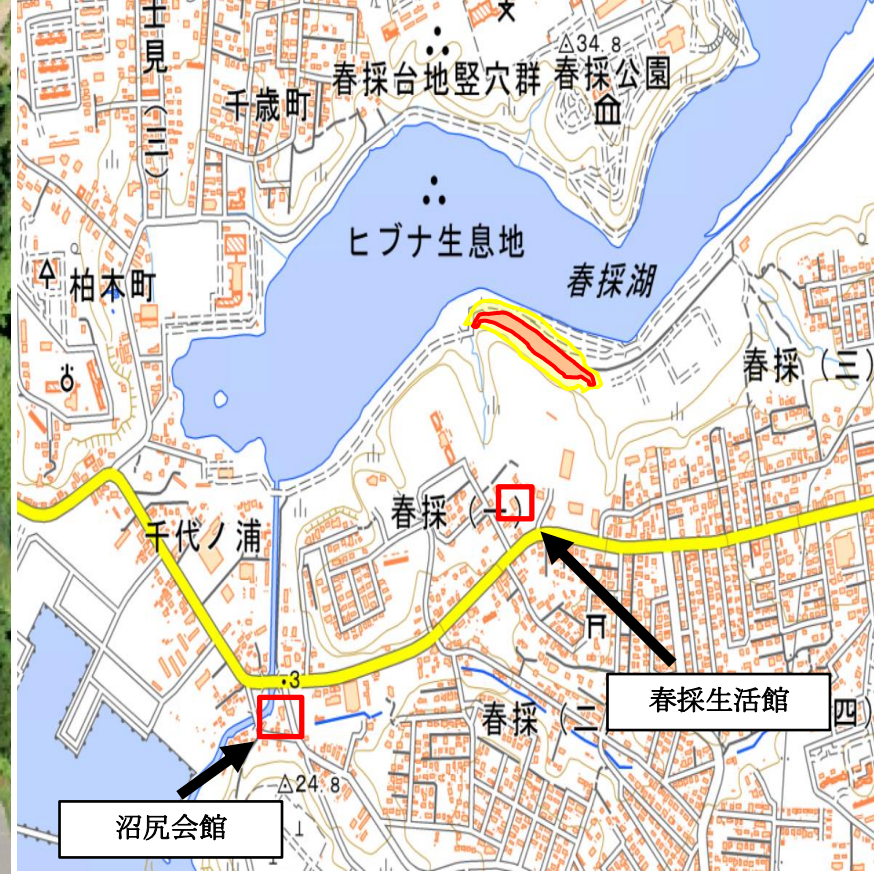 士見(三)
千歳町
春採台地竪穴群
春採公園
△34.8
ヒブナ生息地
春採湖
柏木町
春採(三)
春採(一)
千代ノ浦
・3
春採(二)
春採生活館
四)
△24.8
沼尻会館